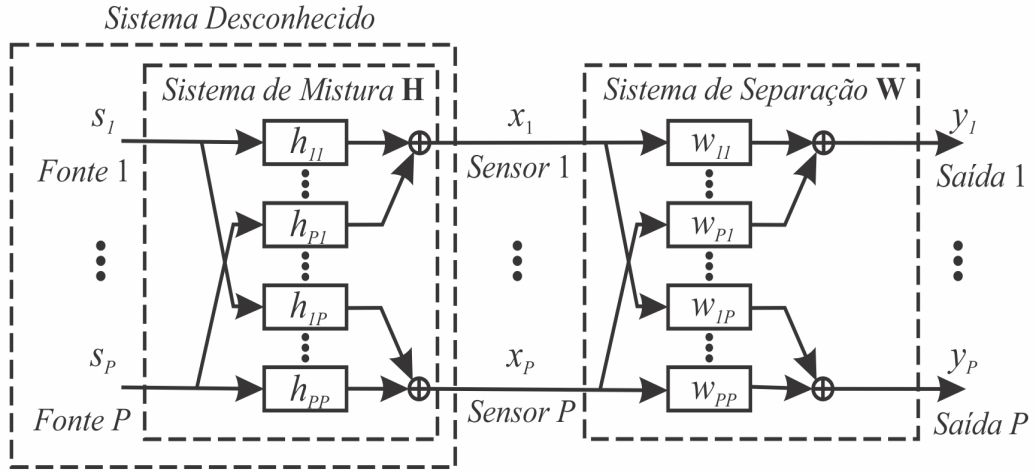 Sistema Desconhecido
Sistema de Mistura H
Sistema de Separação W
s1
Fonte 1
h11
x1
Sensor 1
w11
y1
Saída 1
hP1
wP1
h1P
w1P
sP
Fonte P
hPP
xP
Sensor P
wPP
yP
Saída P